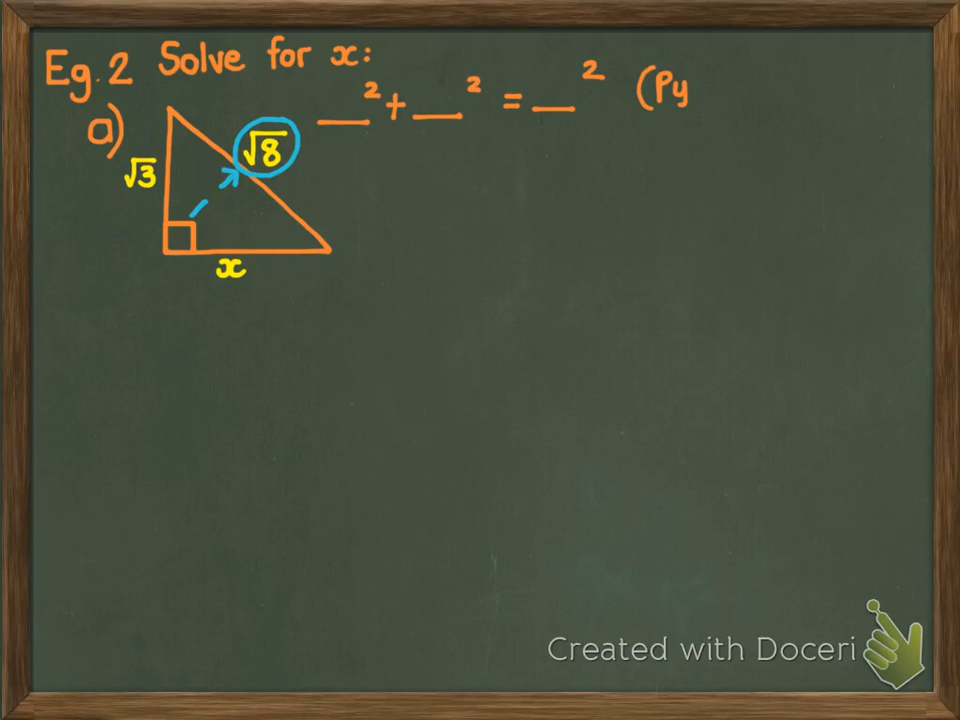 Eg. 2 Solve for x:
__² + __² = __² (Py
a)
√8
√3
x
Created with Doceri